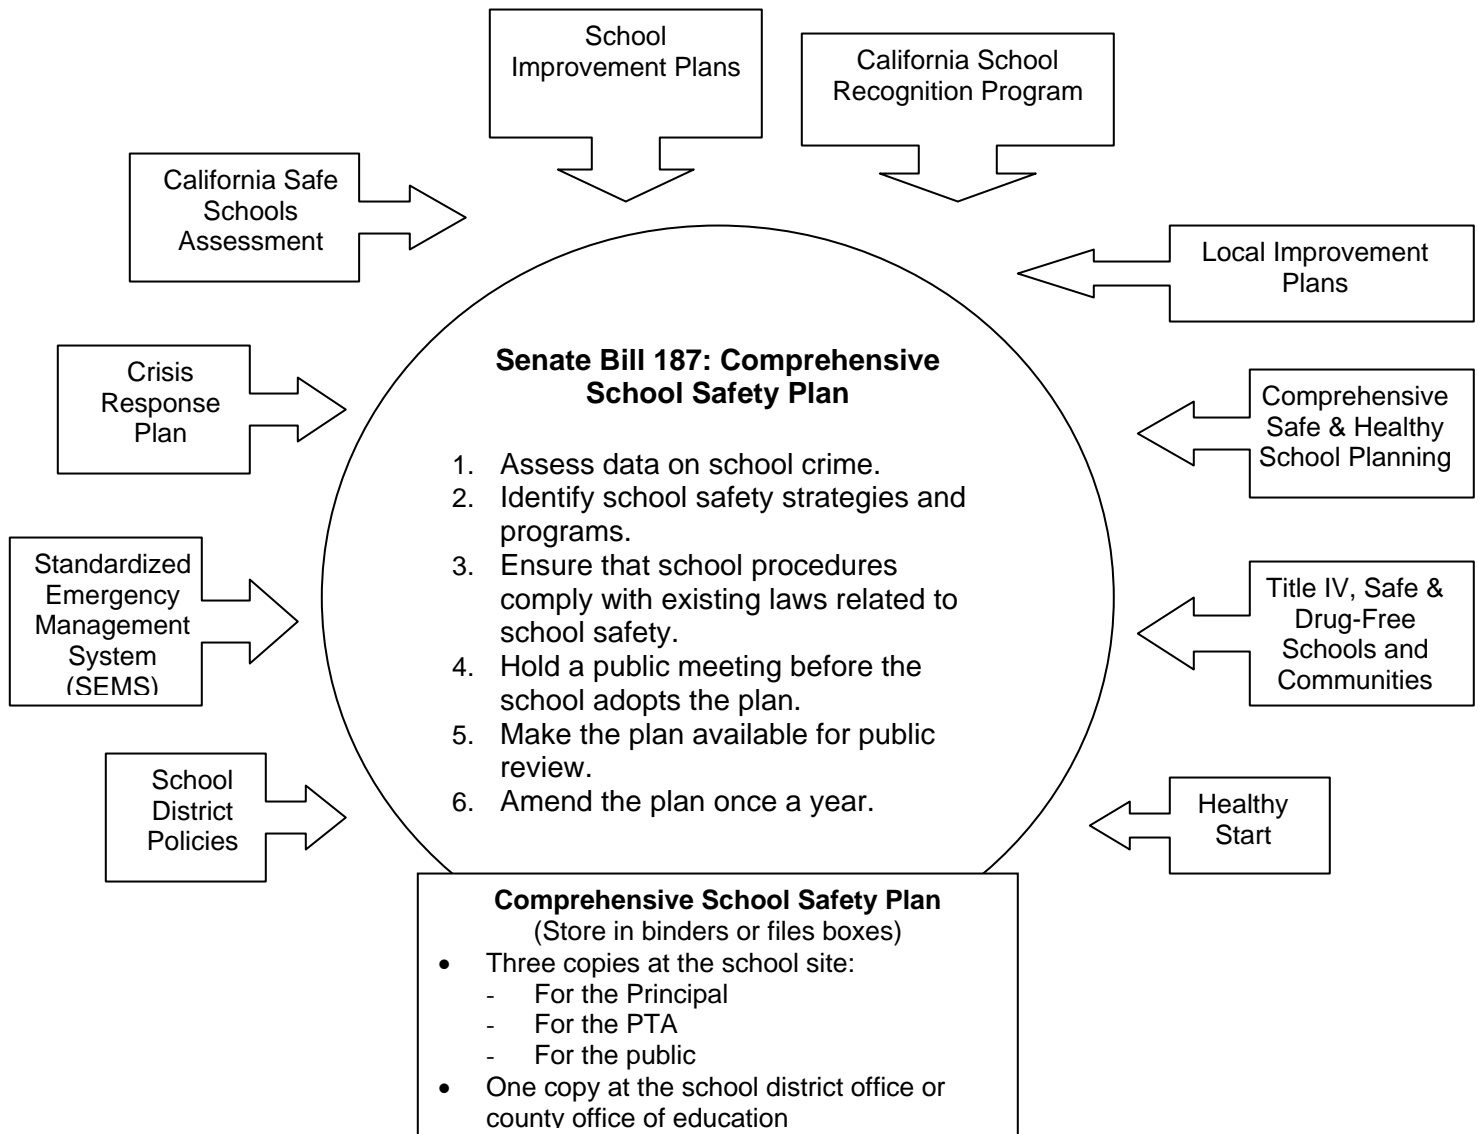 School
Improvement Plans
California School
Recognition Program
California Safe
Schools
Assessment
Local Improvement
Plans
Crisis
Response
Plan
Senate Bill 187: Comprehensive
School Safety Plan
Comprehensive
Safe & Healthy
School Planning
1. Assess data on school crime.
2. Identify school safety strategies and
programs.
3. Ensure that school procedures
comply with existing laws related to
school safety.
4. Hold a public meeting before the
school adopts the plan.
5. Make the plan available for public
review.
6. Amend the plan once a year.
Standardized
Emergency
Management
System
(SEMS)
Title IV, Safe &
Drug-Free
Schools and
Communities
School
District
Policies
Healthy
Start
Comprehensive School Safety Plan
(Store in binders or files boxes)
• Three copies at the school site:
- For the Principal
- For the PTA
- For the public
• One copy at the school district office or
county office of education